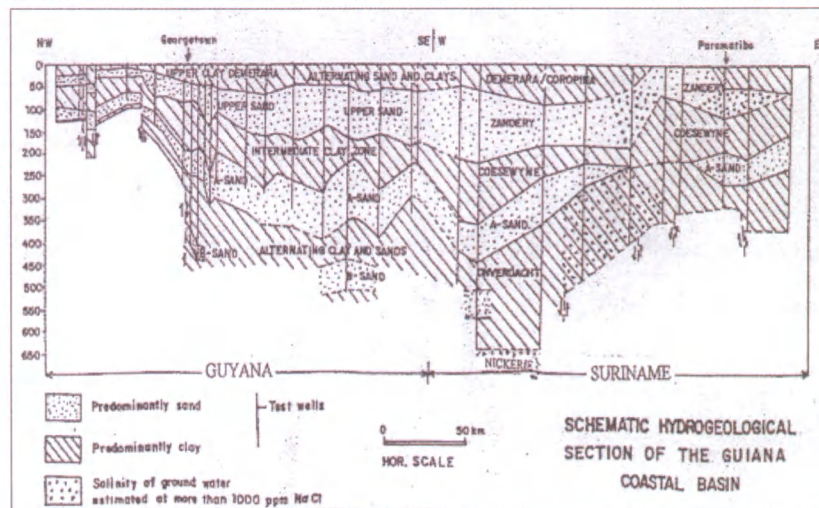 NW
Georgetown
SE W
Paramaribo
E
0
50
100
150
200
250
300
350
400
450
500
550
600
650
UPPER CLAY DEMERARA
ALTERNATING SAND AND CLAYS
DEMERARA/COROPINA
ZANDERY
UPPER SAND
UPPER SAND
ZANDERY
COESEWYNE
INTERMEDIATE CLAY ZONE
COESEWYNE
A-SAND
A-SAND
A-SAND
A-SAND
B-SAND
ALTERNATING CLAY AND SANDS
B-SAND
ONVERDACHT
NICKERIE
GUYANA
SURINAME
Predominantly sand
Test wells
Predominantly clay
0 50 km
HOR. SCALE
Salinity of ground water
estimated at more than 1000 ppm NaCl
SCHEMATIC HYDROGEOLOGICAL
SECTION OF THE GUIANA
COASTAL BASIN